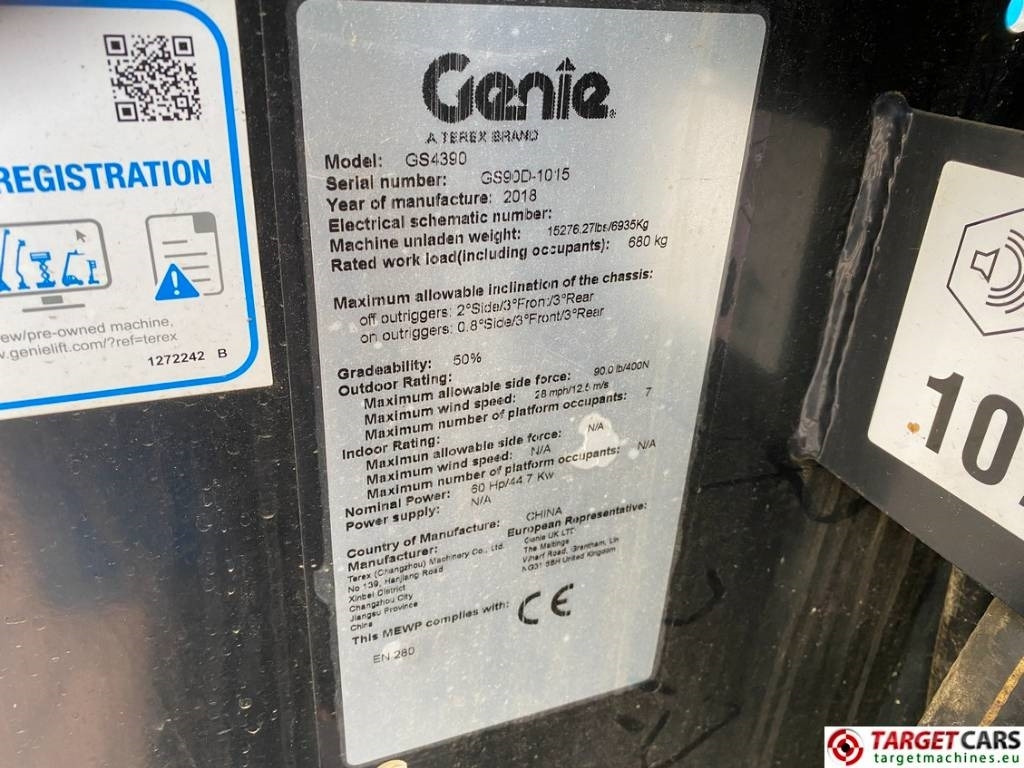 REGISTRATION
ew/pre-owned machine,
w.genielift.com/?ref=terex
1272242 B
Genie
A TEREX BRAND
Model: GS4390
Serial number: GS90D-1015
Year of manufacture: 2018
Electrical schematic number:
Machine unladen weight: 15276.27lbs/6935Kg
Rated work load(including occupants): 680 kg
Maximum allowable inclination of the chassis:
off outriggers: 2°Side/3°Front/3°Rear
on outriggers: 0.8°Side/3°Front/3°Rear
Gradeability: 50%
Outdoor Rating:
Maximum allowable side force: 90.0 lb/400N
Maximum wind speed: 28 mph/12.5 m/s
Maximum number of platform occupants: 7
Indoor Rating:
Maximun allowable side force: N/A
Maximum wind speed: N/A
Maximum number of platform occupants: N/A
Nominal Power: 60 Hp/44.7 Kw
Power supply: N/A
Country of Manufacture: CHINA
Manufacturer: European Representative:
Terex (Changzhou) Machinery Co., Ltd. Genie UK LTD
No 139, Hanjiang Road The Maltings
Xinbei District Wharf Road, Grantham, Lin
Changzhou City NG31 6BH United Kingdom
Jiangsu Province
China
This MEWP complies with: CE
EN 280
10
TARGETCARS
targetmachines.eu